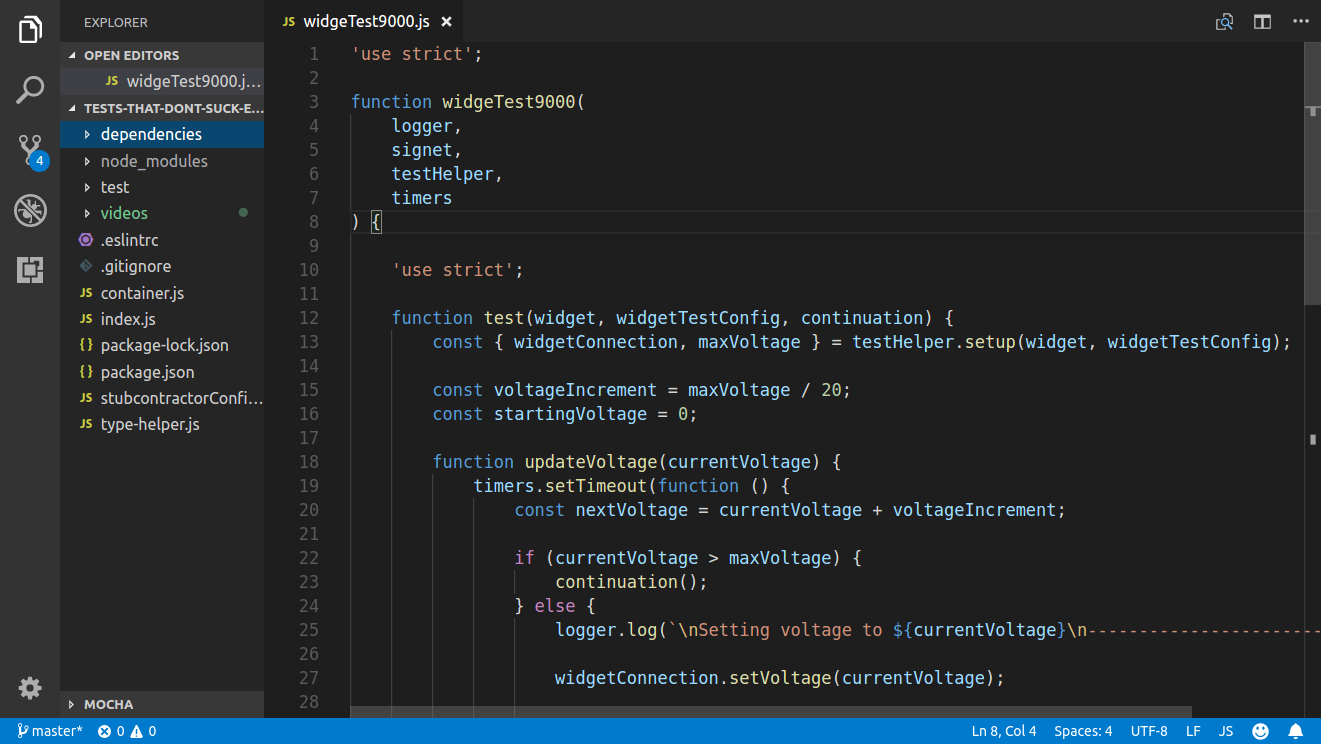 EXPLORER
OPEN EDITORS
JS widgeTest9000.j...
TESTS-THAT-DONT-SUCK-E...
dependencies
node_modules
test
videos
.eslintrc
.gitignore
JS container.js
JS index.js
{} package-lock.json
{} package.json
JS stubcontractorConfi...
JS type-helper.js
MOCHA
4
JS widgeTest9000.js ×
1 'use strict';
2
3 function widgeTest9000(
4     logger,
5     signet,
6     testHelper,
7     timers
8 ) {
9
10     'use strict';
11
12     function test(widget, widgetTestConfig, continuation) {
13         const { widgetConnection, maxVoltage } = testHelper.setup(widget, widgetTestConfig);
14
15         const voltageIncrement = maxVoltage / 20;
16         const startingVoltage = 0;
17
18         function updateVoltage(currentVoltage) {
19             timers.setTimeout(function () {
20                 const nextVoltage = currentVoltage + voltageIncrement;
21
22                 if (currentVoltage > maxVoltage) {
23                     continuation();
24                 } else {
25                     logger.log(`\nSetting voltage to ${currentVoltage}\n-----------------------
26
27                     widgetConnection.setVoltage(currentVoltage);
28
master* 0 0 Ln 8, Col 4 Spaces: 4 UTF-8 LF JS